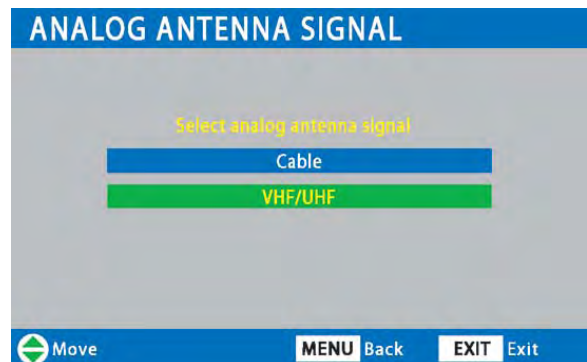 ANALOG ANTENNA SIGNAL
Select analog antenna signal
Cable
VHF/UHF
Move MENU Back EXIT Exit